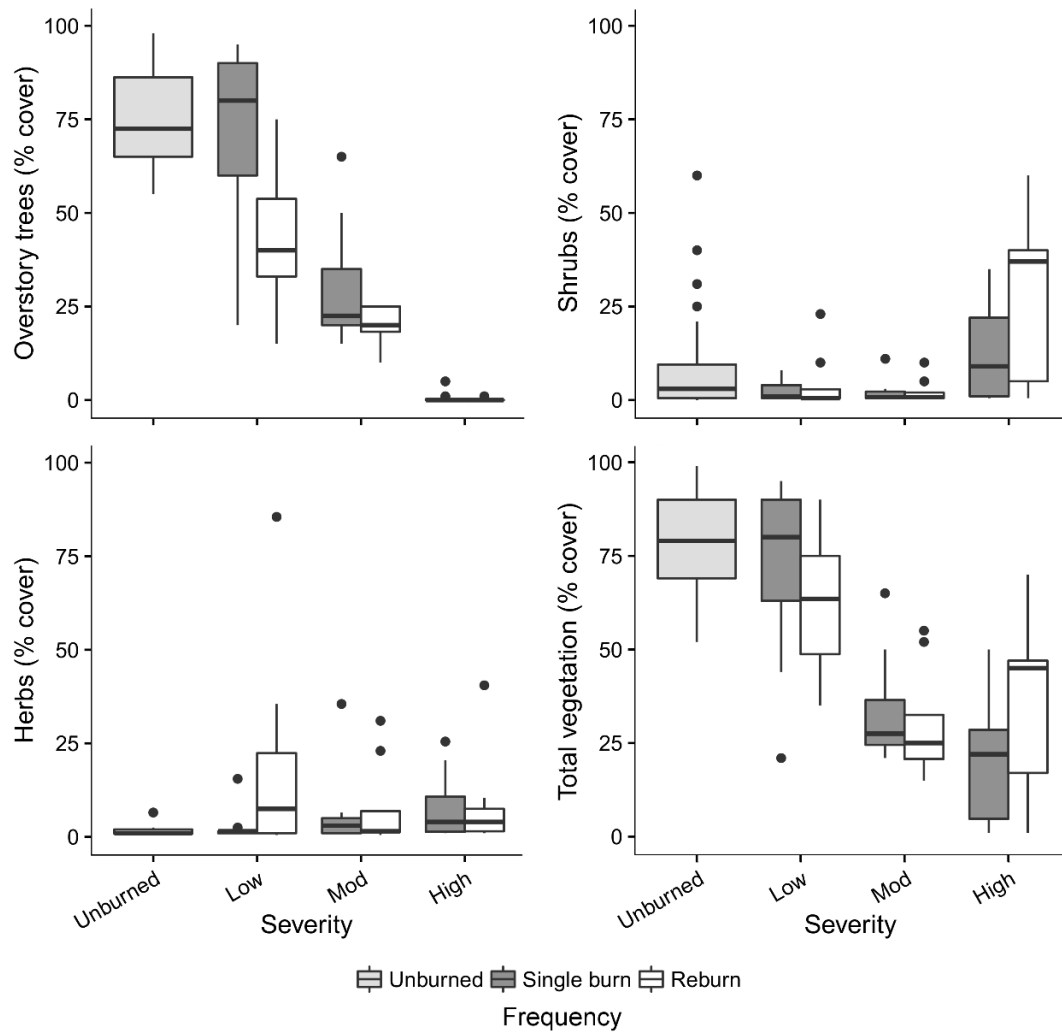 Overstory trees (% cover)
100
75
50
25
0
Shrubs (% cover)
100
75
50
25
0
Herbs (% cover)
100
75
50
25
0
Unburned
Low
Mod
High
Severity
Total vegetation (% cover)
100
75
50
25
0
Unburned
Low
Mod
High
Severity
Unburned Single burn Reburn
Frequency